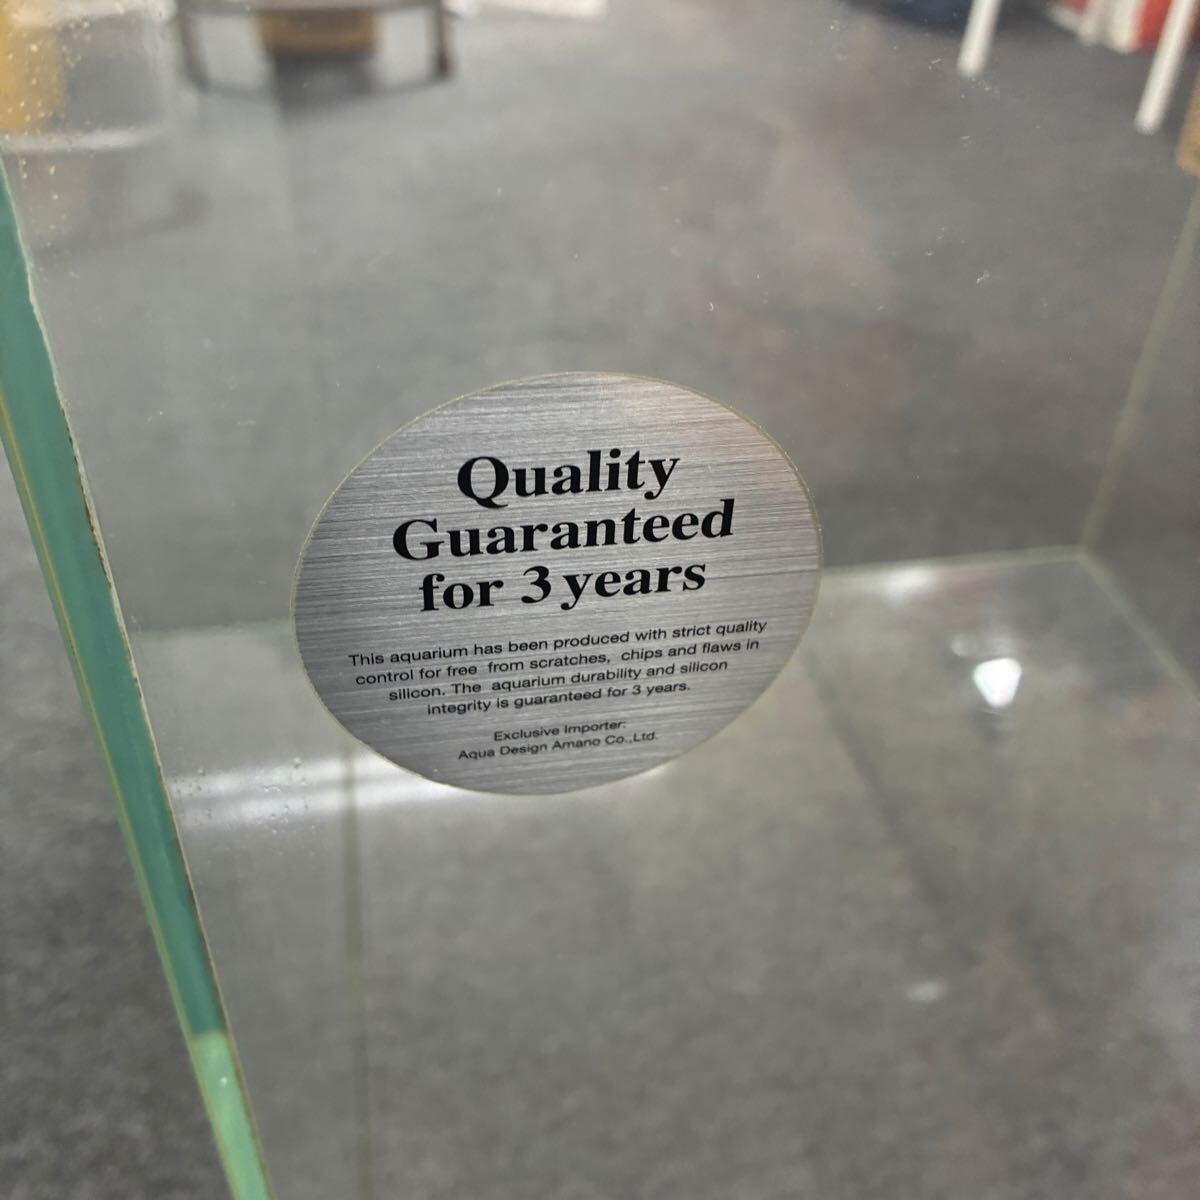 Quality
Guaranteed
for 3 years
This aquarium has been produced with strict quality
control for free from scratches, chips and flaws in
silicon. The aquarium durability and silicon
integrity is guaranteed for 3 years.
Exclusive Importer:
Aqua Design Amano Co.,Ltd.